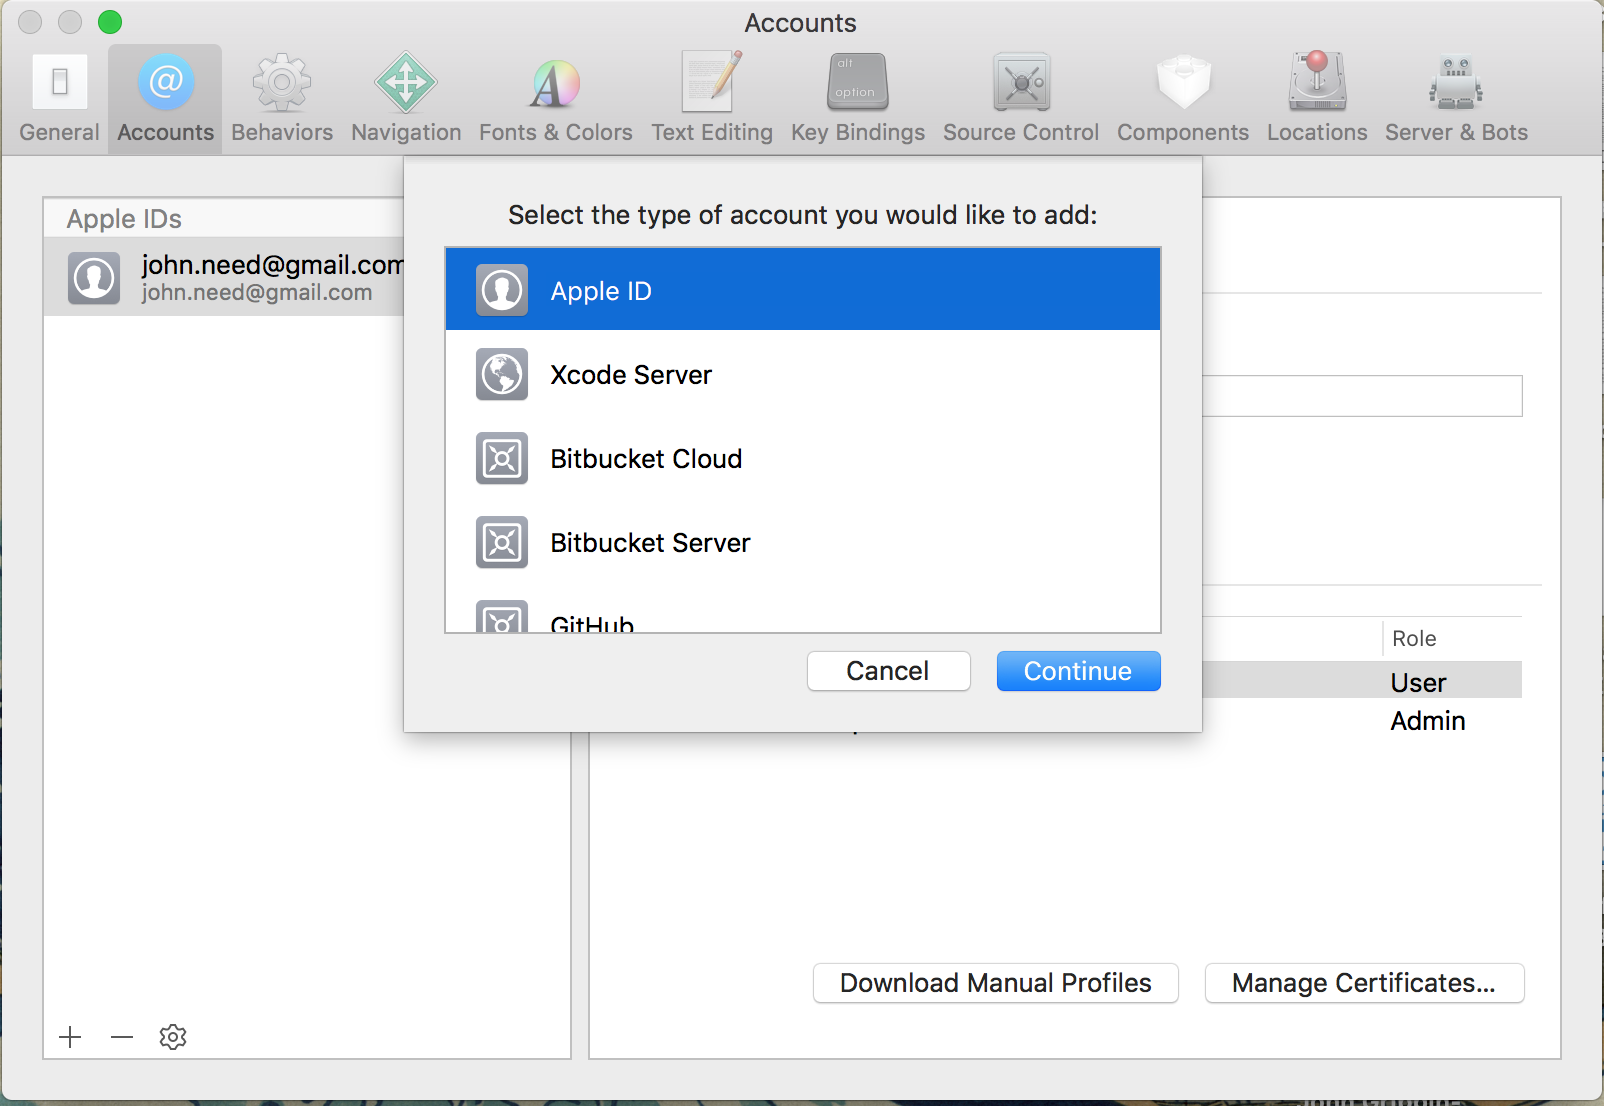 Accounts
General
Accounts
Behaviors
Navigation
Fonts & Colors
Text Editing
alt
option
Key Bindings
Source Control
Components
Locations
Server & Bots
Apple IDs
john.need@gmail.com
john.need@gmail.com
Select the type of account you would like to add:
Apple ID
Xcode Server
Bitbucket Cloud
Bitbucket Server
GitHub
Cancel
Continue
Role
User
Admin
Download Manual Profiles
Manage Certificates...